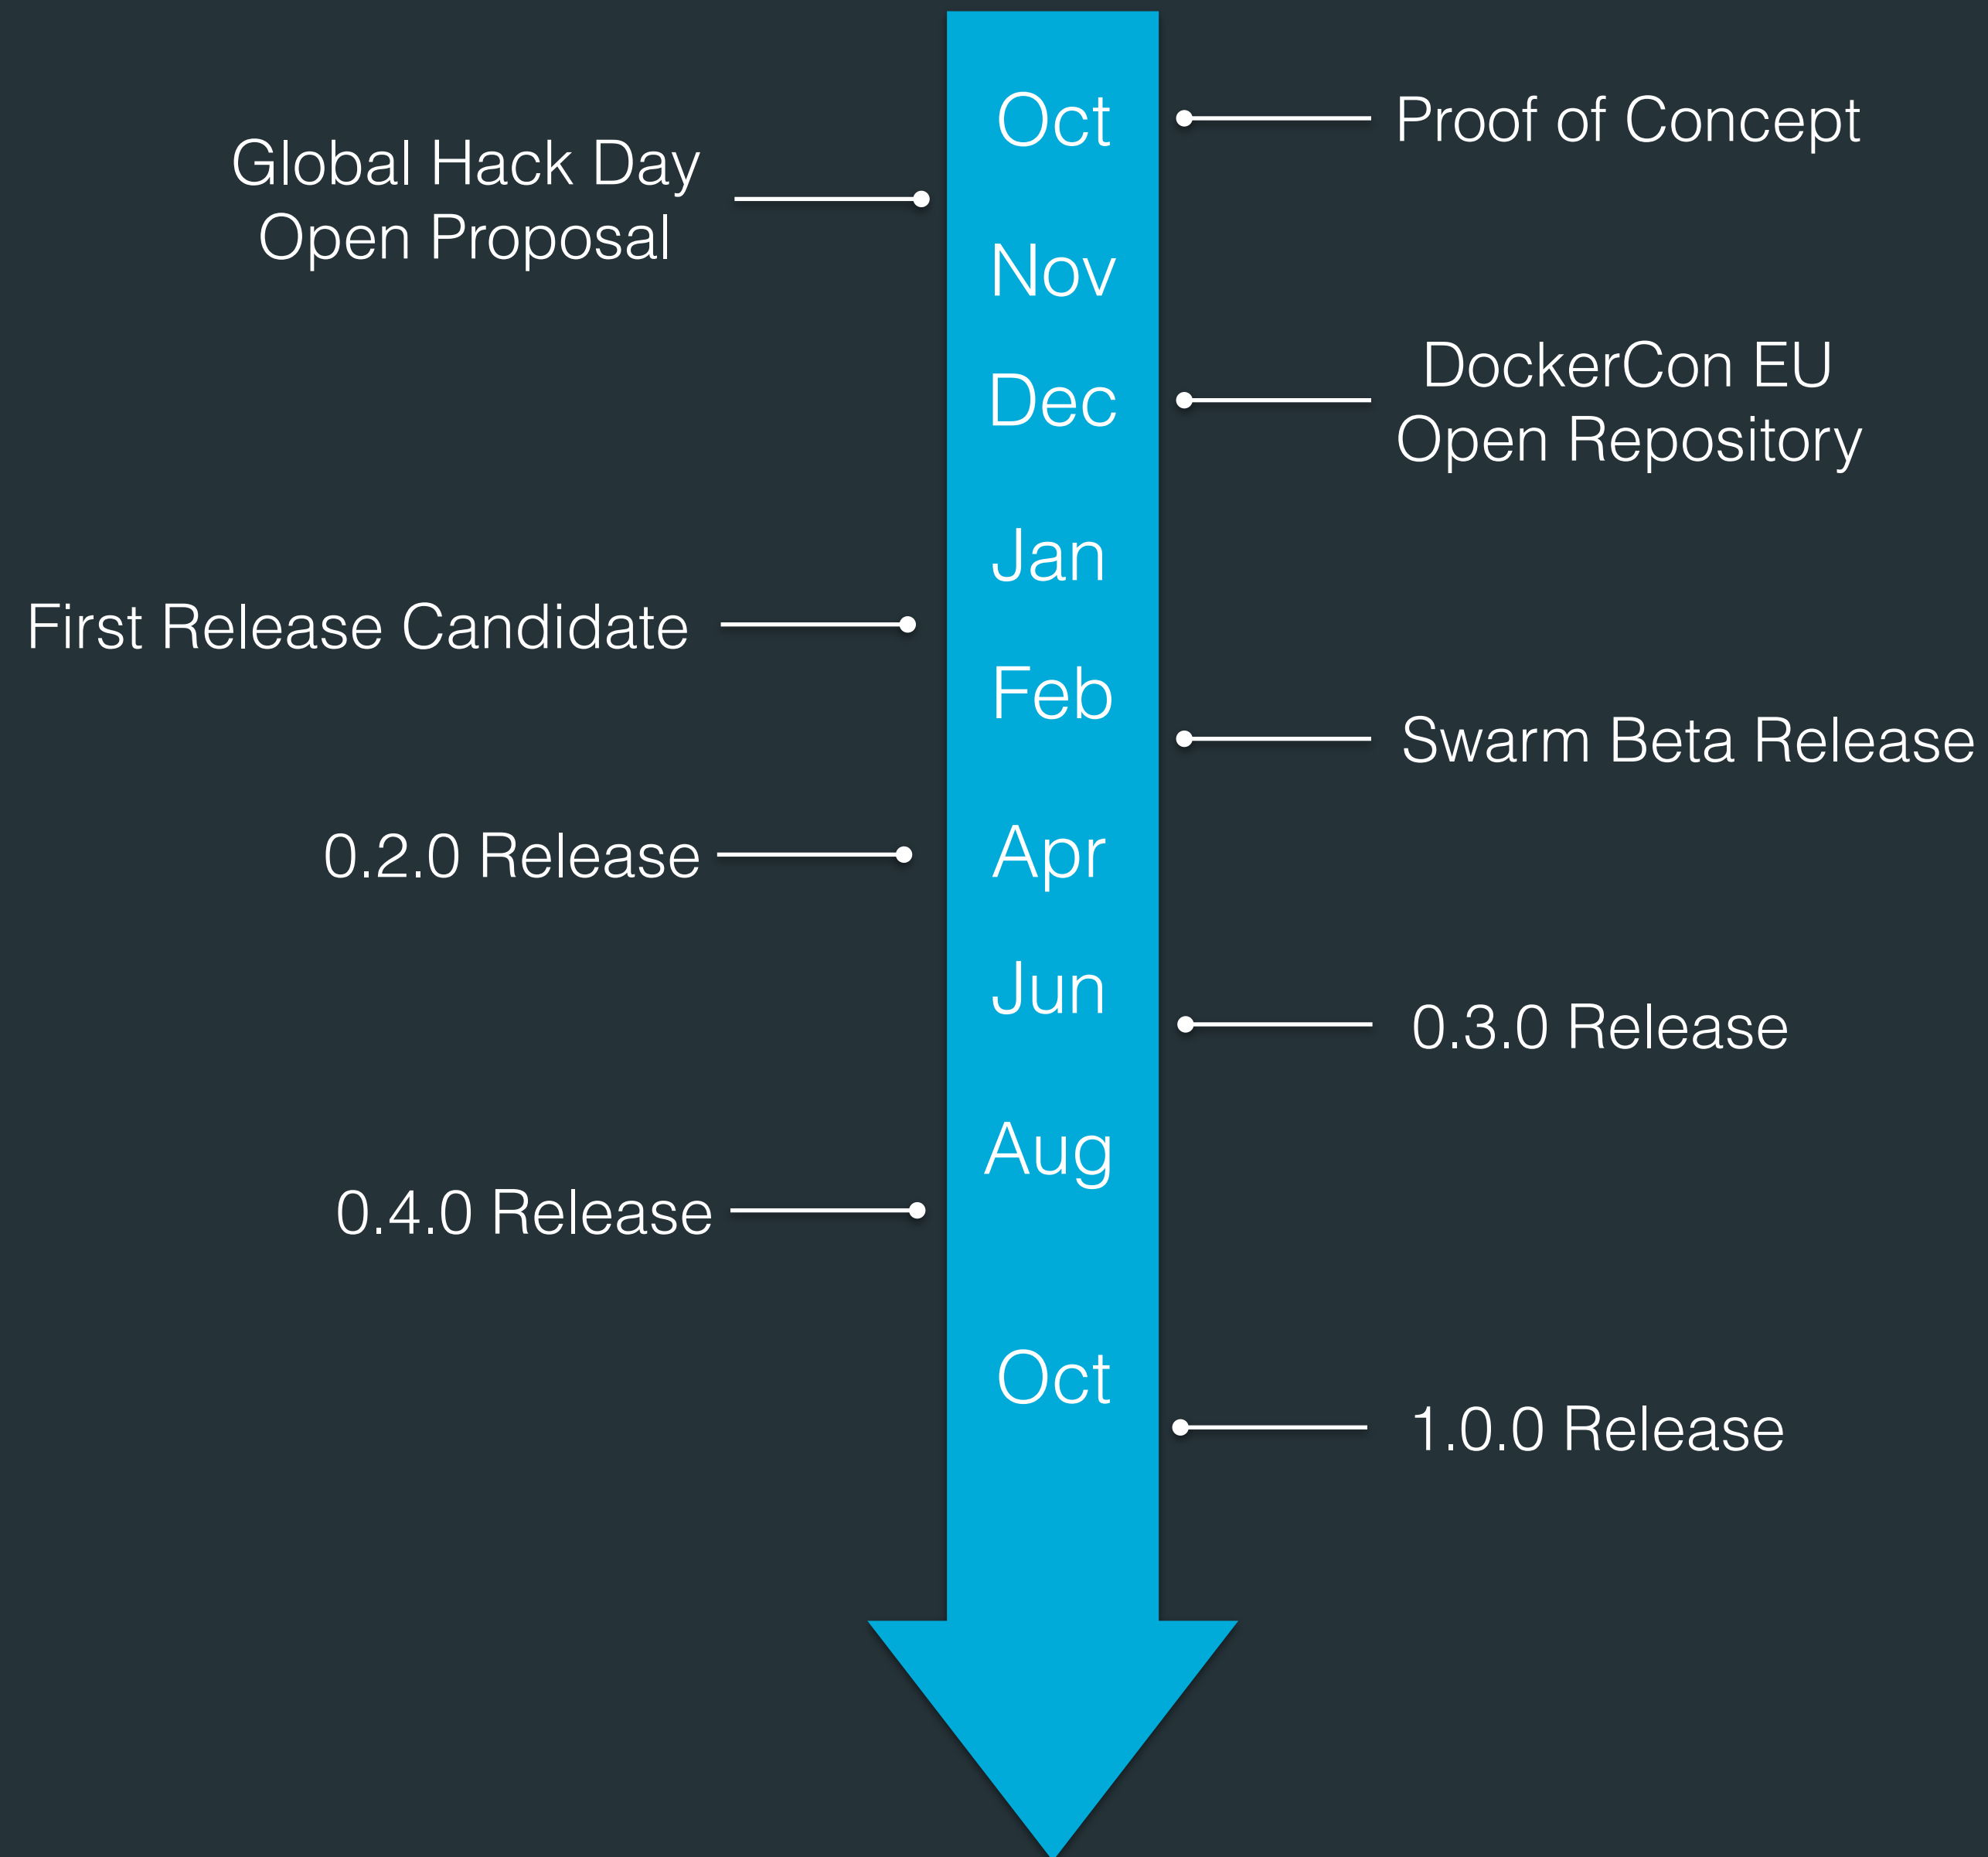 Oct
Proof of Concept
Global Hack Day
Open Proposal
Nov
Dec
DockerCon EU
Open Repository
Jan
First Release Candidate
Feb
Swarm Beta Release
Apr
0.2.0 Release
Jun
0.3.0 Release
Aug
0.4.0 Release
Oct
1.0.0 Release